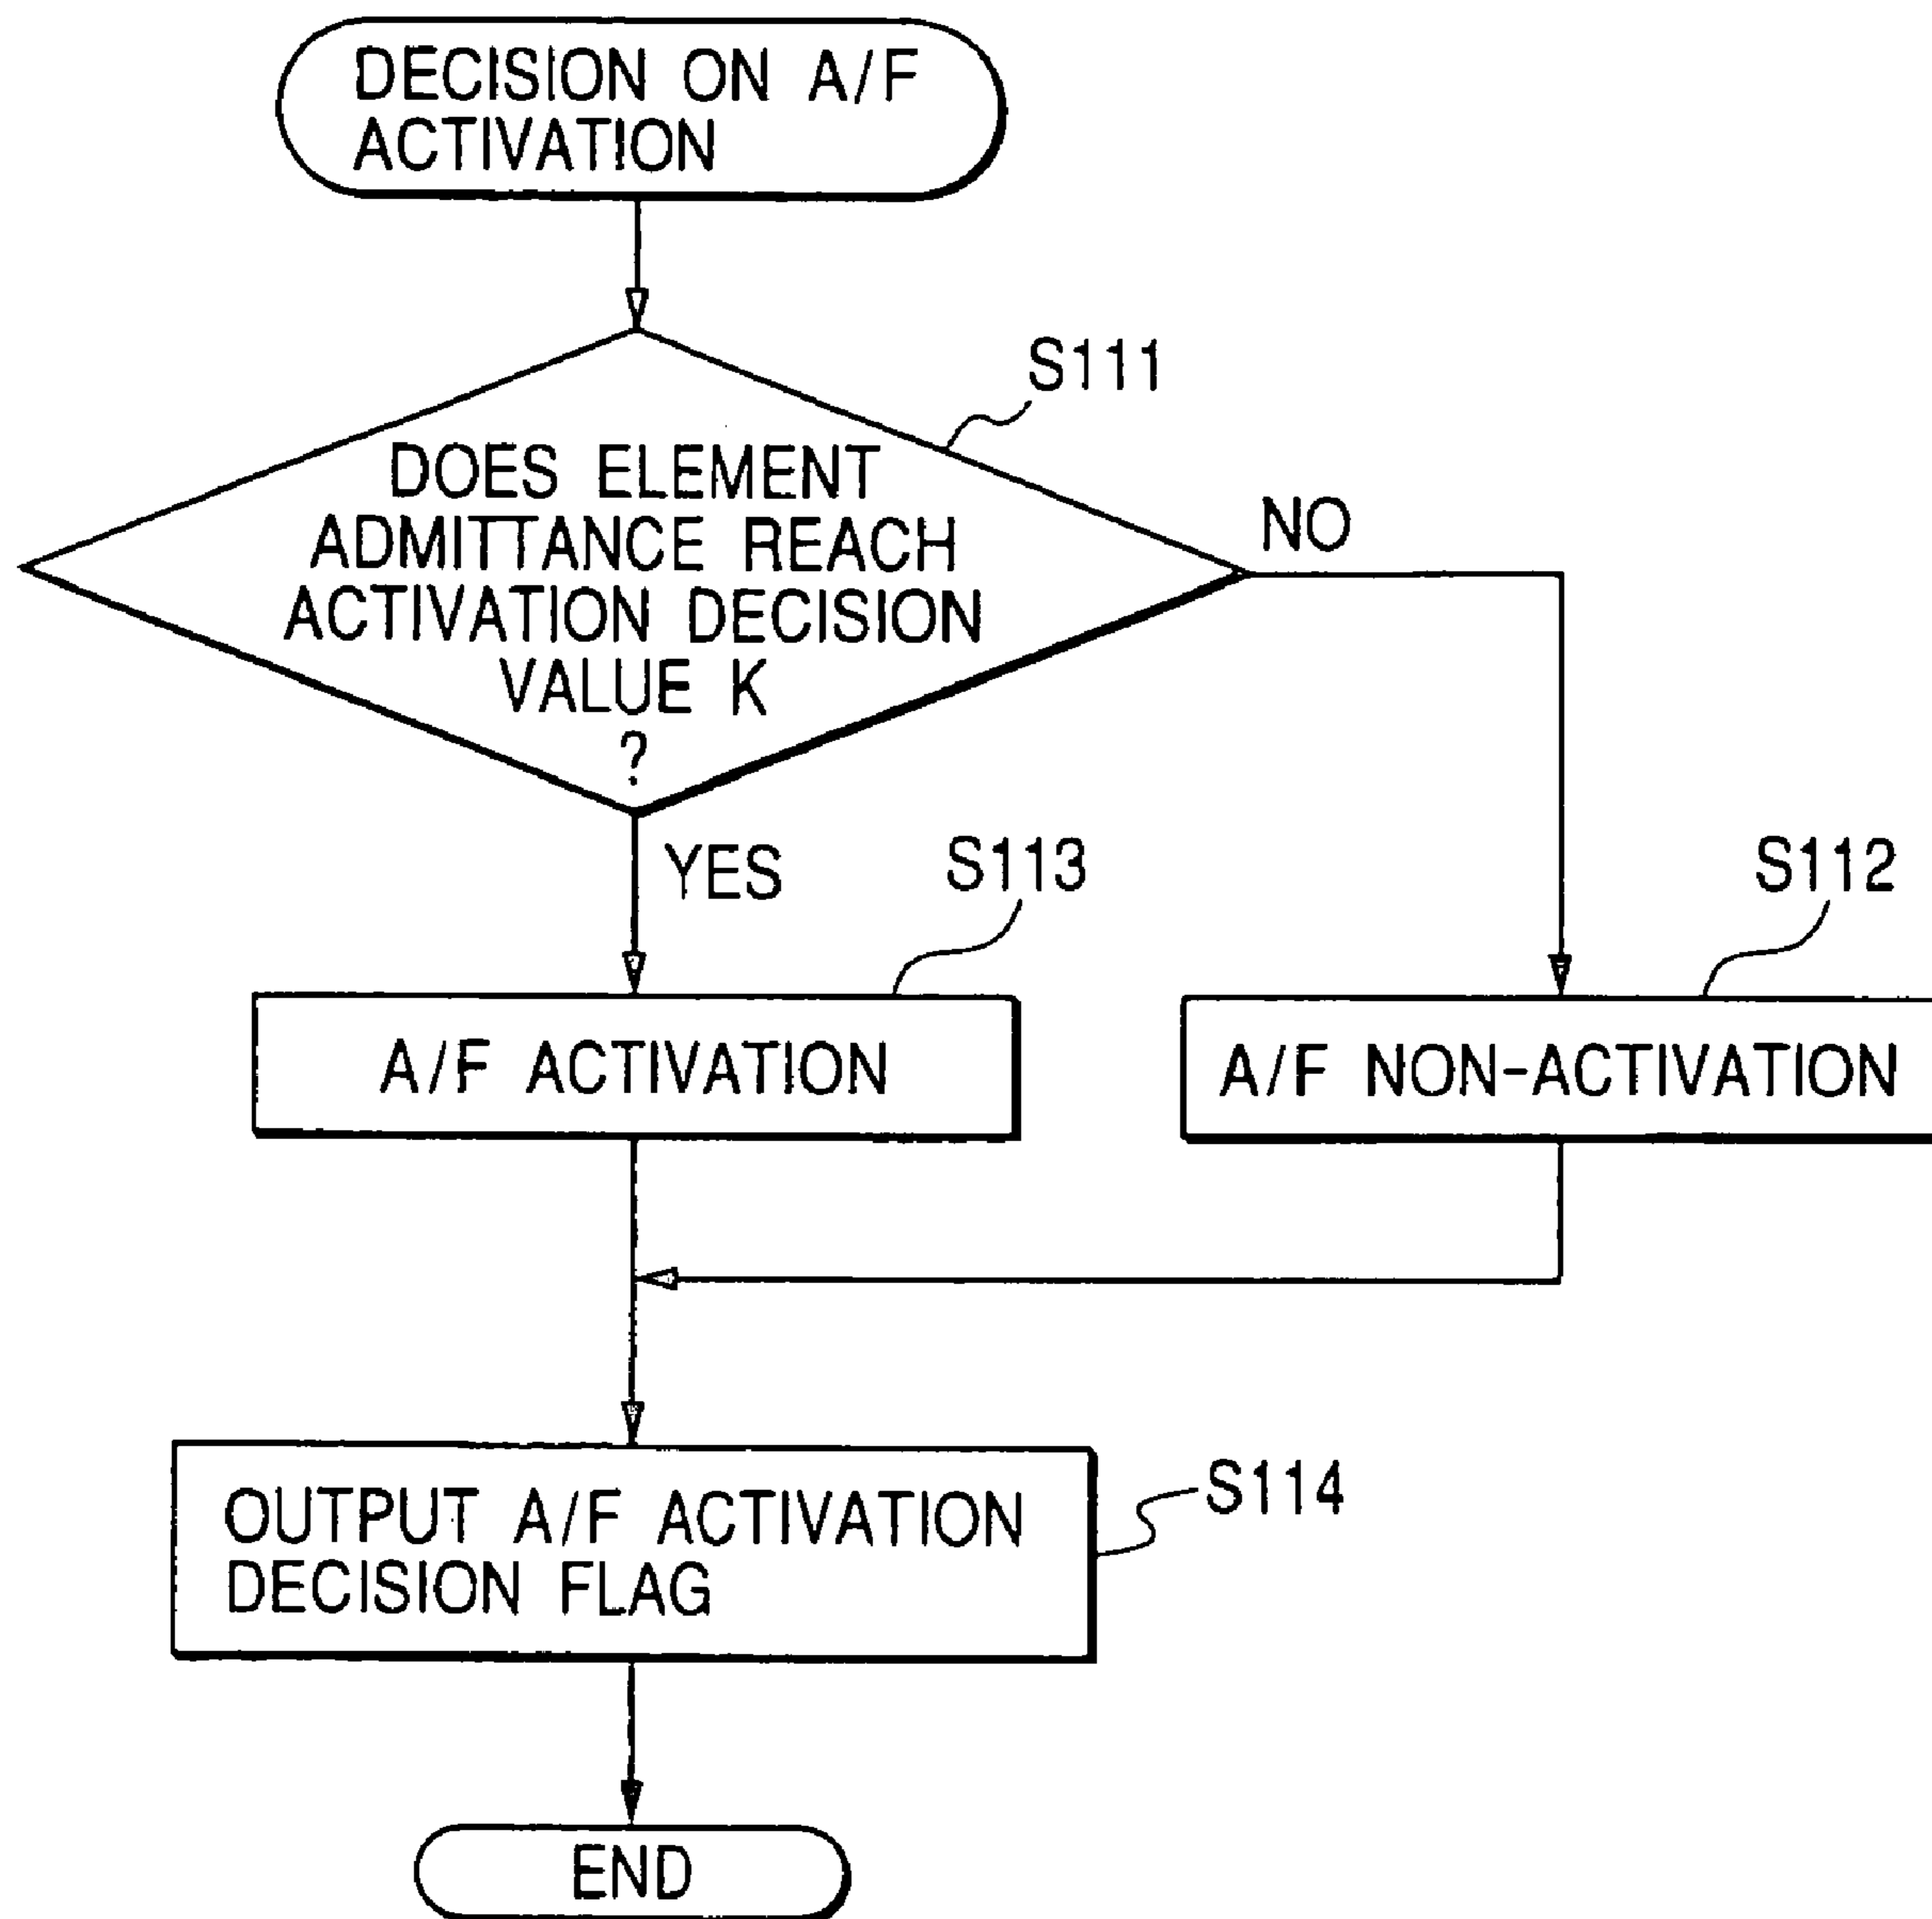 DECISION ON A/F
ACTIVATION
S111
DOES ELEMENT
ADMITTANCE REACH
ACTIVATION DECISION
VALUE K
?
NO
YES
S113
S112
A/F ACTIVATION
A/F NON-ACTIVATION
OUTPUT A/F ACTIVATION
DECISION FLAG
S114
END